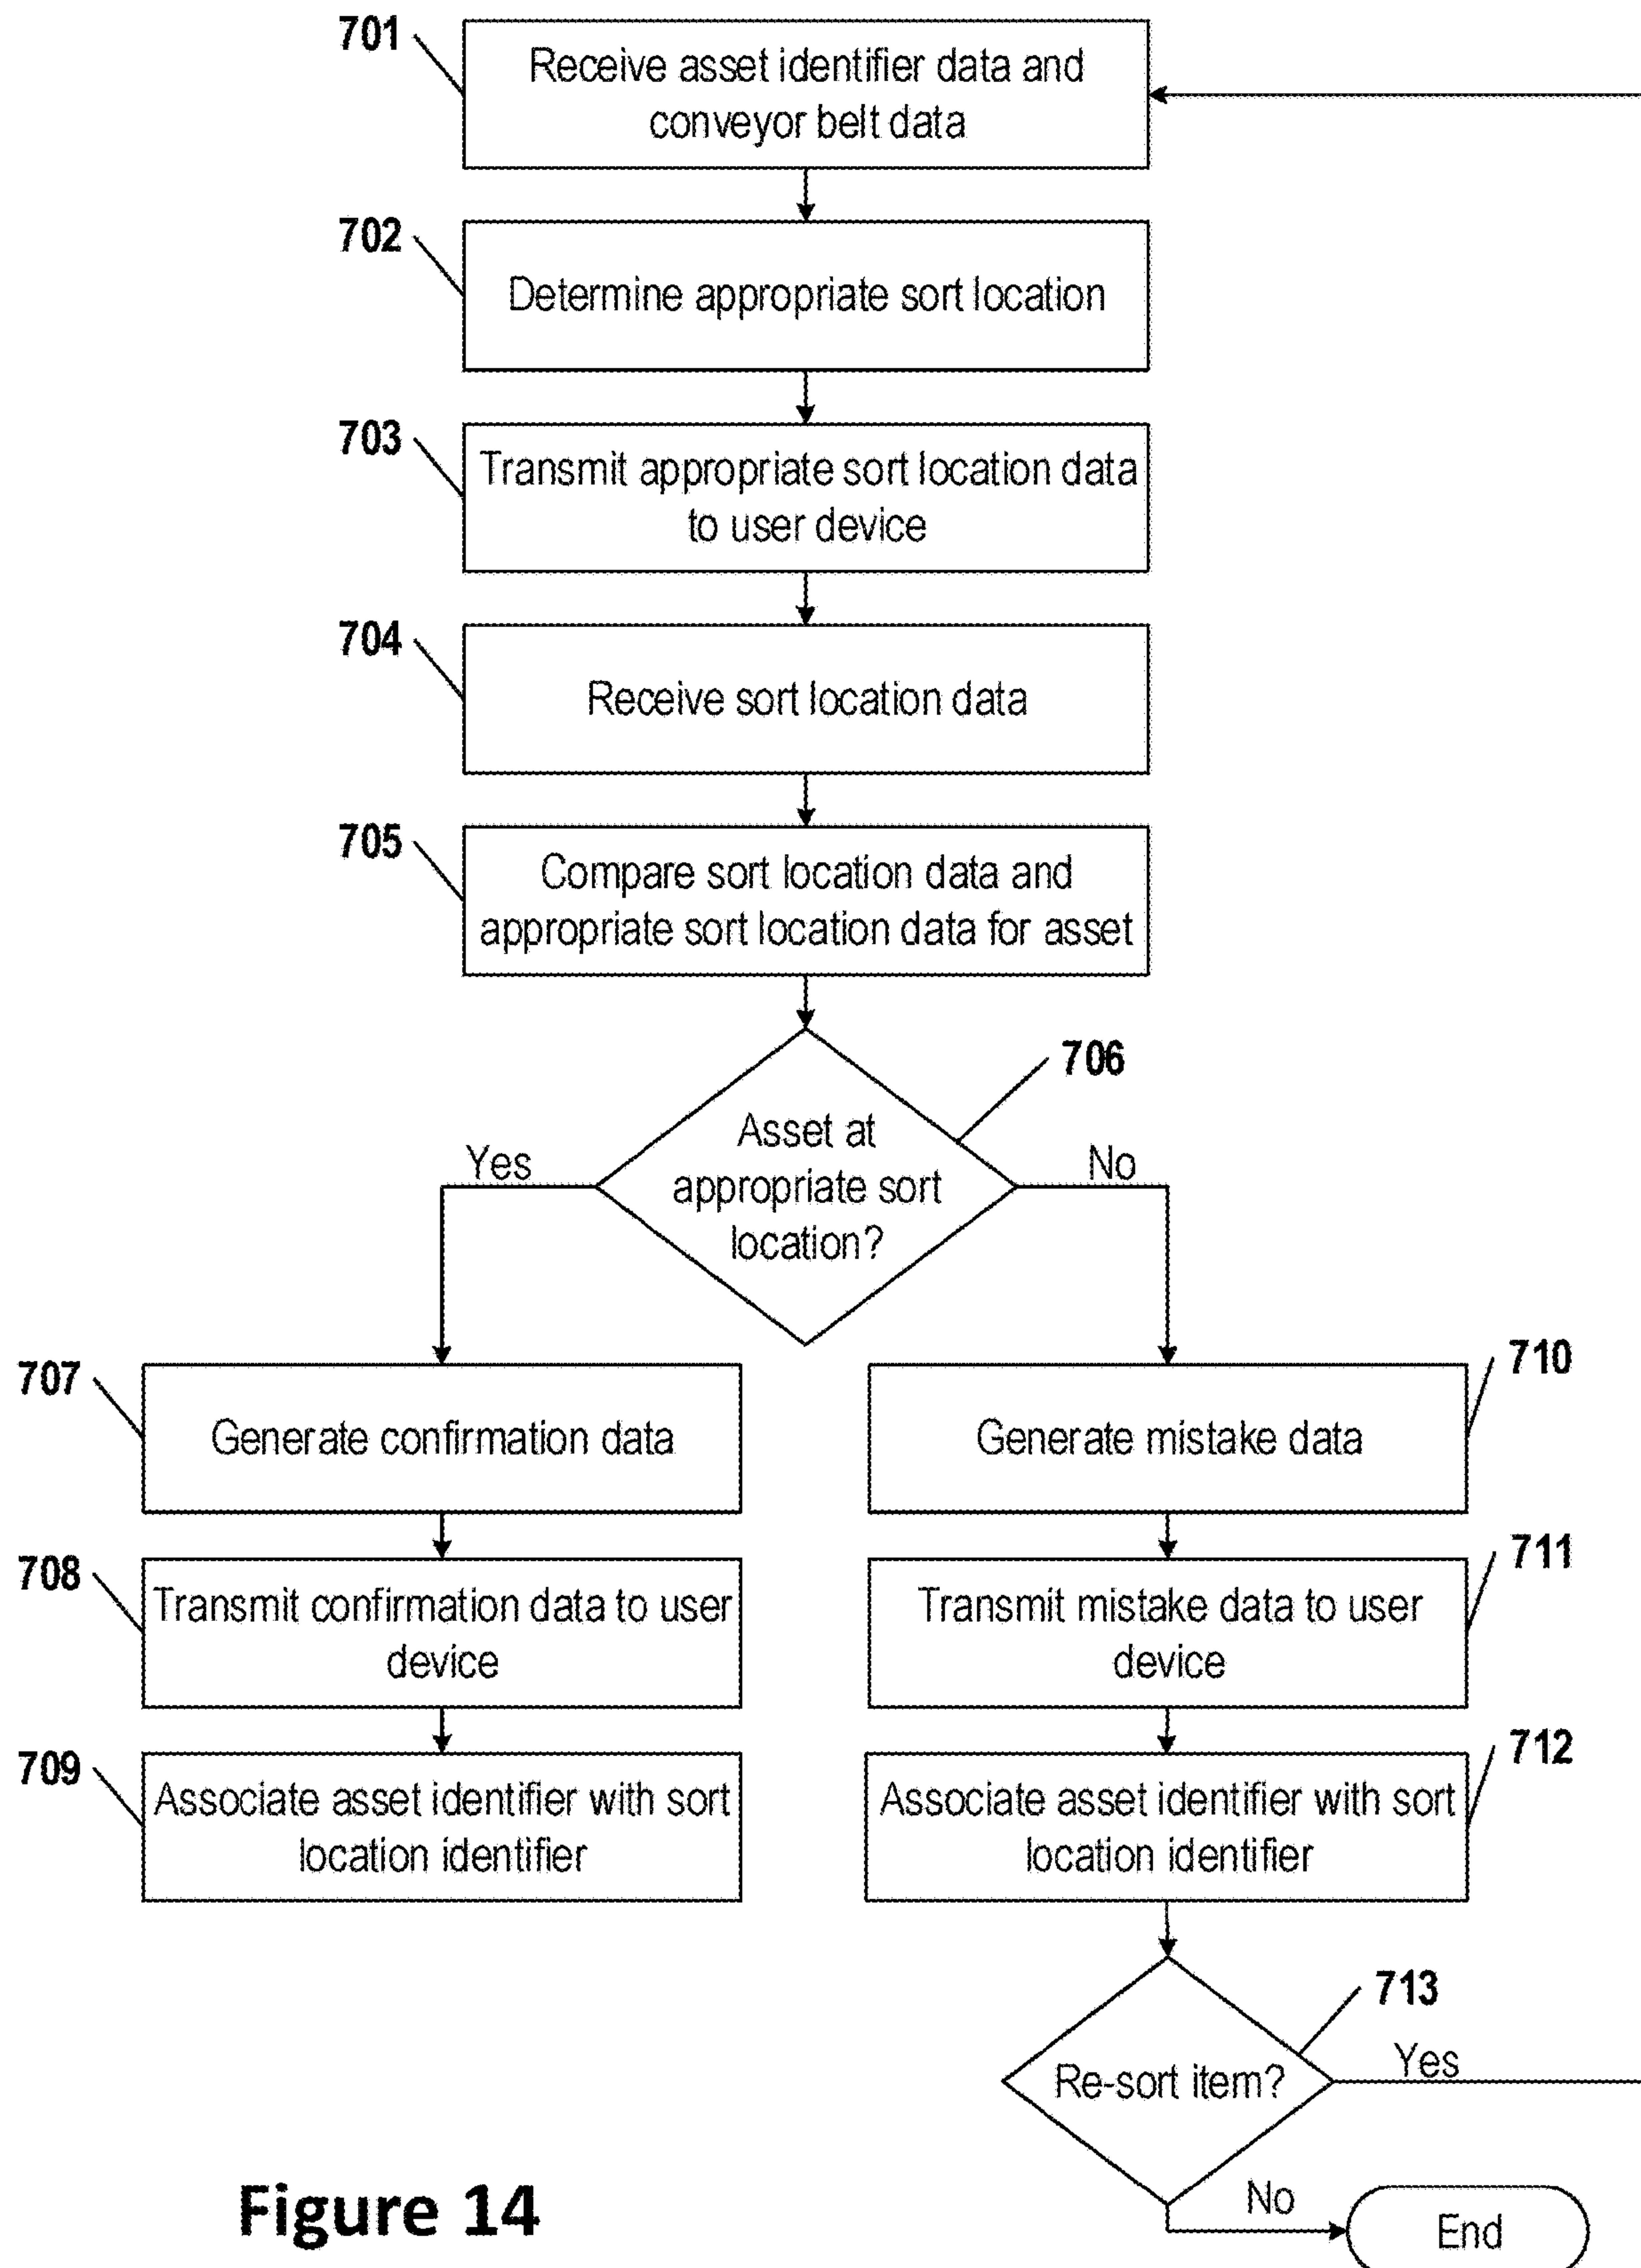 701
Receive asset identifier data and
conveyor belt data
702
Determine appropriate sort location
703
Transmit appropriate sort location data
to user device
704
Receive sort location data
705
Compare sort location data and
appropriate sort location data for asset
706
Asset at
appropriate sort
location?
Yes
No
707
Generate confirmation data
710
Generate mistake data
708
Transmit confirmation data to user
device
711
Transmit mistake data to user
device
709
Associate asset identifier with sort
location identifier
712
Associate asset identifier with sort
location identifier
713
Re-sort item?
Yes
No
End
Figure 14